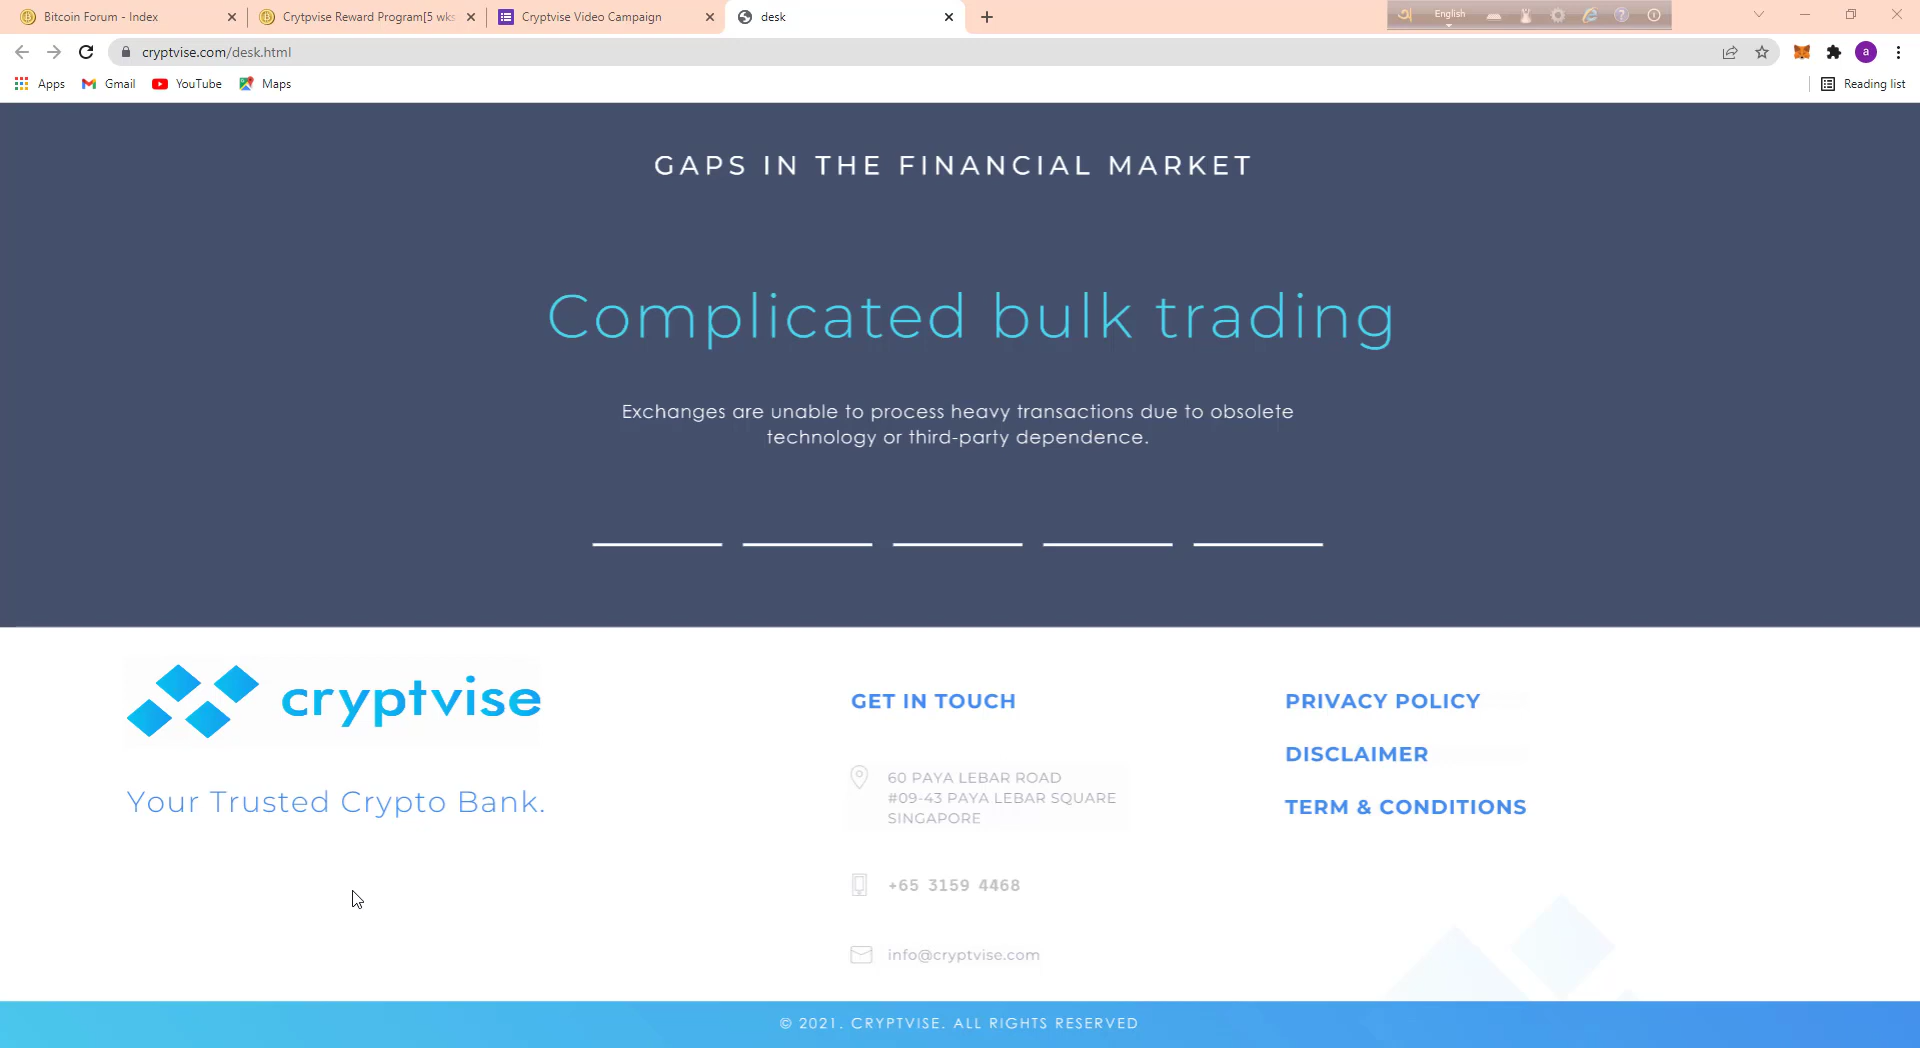 Bitcoin Forum - Index
Crytpvise Reward Program[5 wks
Cryptvise Video Campaign
desk
English
cryptvise.com/desk.html
Apps
Gmail
YouTube
Maps
Reading list
GAPS IN THE FINANCIAL MARKET
Complicated bulk trading
Exchanges are unable to process heavy transactions due to obsolete
technology or third-party dependence.
cryptvise
Your Trusted Crypto Bank.
GET IN TOUCH
60 PAYA LEBAR ROAD
#09-43 PAYA LEBAR SQUARE
SINGAPORE
+65 3159 4468
info@cryptvise.com
PRIVACY POLICY
DISCLAIMER
TERM & CONDITIONS
© 2021. CRYPTVISE. ALL RIGHTS RESERVED